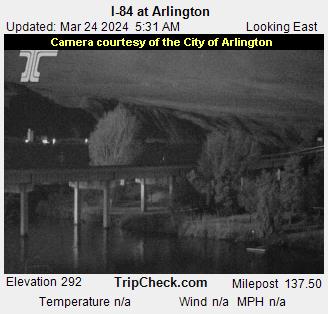 I-84 at Arlington
Updated: Mar 24 2024 5:31 AM Looking East
Camera courtesy of the City of Arlington
Elevation 292 TripCheck.com Milepost 137.50
Temperature n/a Wind n/a MPH n/a